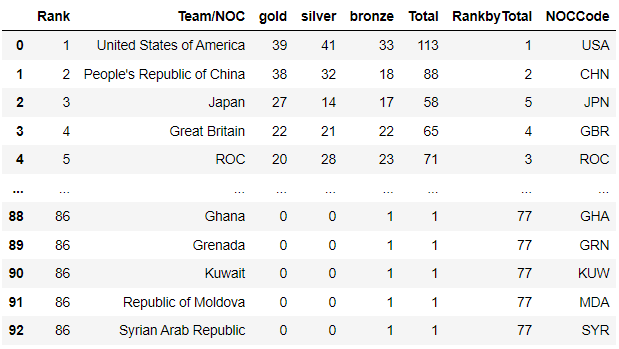 Rank Team/NOC gold silver bronze Total RankbyTotal NOCCode
0 1 United States of America 39 41 33 113 1 USA
1 2 People's Republic of China 38 32 18 88 2 CHN
2 3 Japan 27 14 17 58 5 JPN
3 4 Great Britain 22 21 22 65 4 GBR
4 5 ROC 20 28 23 71 3 ROC
... ... ... ... ... ... ... ... ...
88 86 Ghana 0 0 1 1 77 GHA
89 86 Grenada 0 0 1 1 77 GRN
90 86 Kuwait 0 0 1 1 77 KUW
91 86 Republic of Moldova 0 0 1 1 77 MDA
92 86 Syrian Arab Republic 0 0 1 1 77 SYR